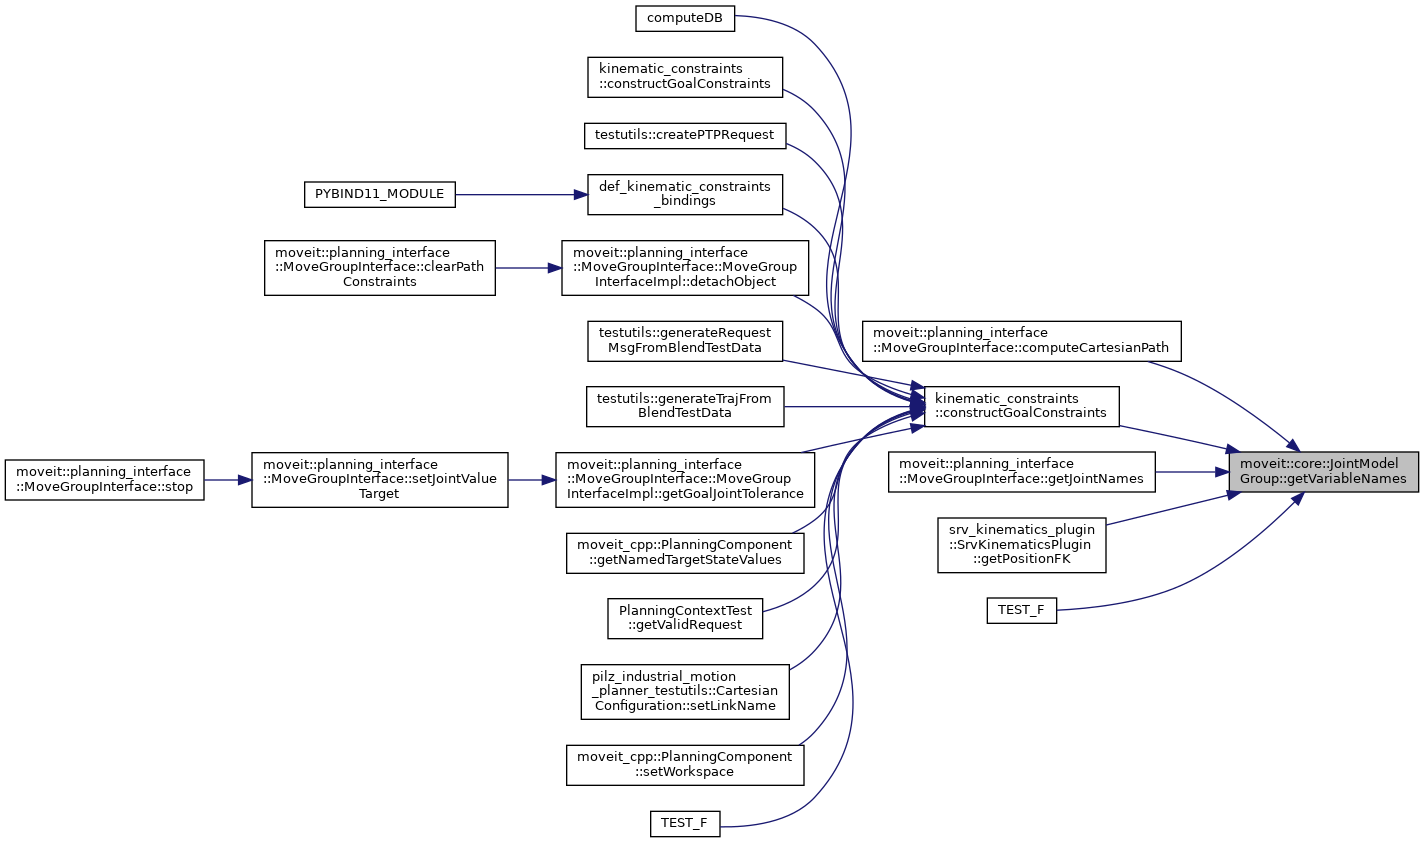 computeDB
kinematic_constraints
::constructGoalConstraints
testutils::createPTPRequest
PYBIND11_MODULE
def_kinematic_constraints
_bindings
moveit::planning_interface
::MoveGroupInterface::clearPath
Constraints
moveit::planning_interface
::MoveGroupInterface::MoveGroup
InterfaceImpl::detachObject
testutils::generateRequest
MsgFromBlendTestData
moveit::planning_interface
::MoveGroupInterface::computeCartesianPath
testutils::generateTrajFrom
BlendTestData
kinematic_constraints
::constructGoalConstraints
moveit::planning_interface
::MoveGroupInterface::stop
moveit::planning_interface
::MoveGroupInterface::setJointValue
Target
moveit::planning_interface
::MoveGroupInterface::MoveGroup
InterfaceImpl::getGoalJointTolerance
moveit::planning_interface
::MoveGroupInterface::getJointNames
moveit::core::JointModel
Group::getVariableNames
moveit_cpp::PlanningComponent
::getNamedTargetStateValues
srv_kinematics_plugin
::SrvKinematicsPlugin
::getPositionFK
PlanningContextTest
::getValidRequest
TEST_F
pilz_industrial_motion
_planner_testutils::Cartesian
Configuration::setLinkName
moveit_cpp::PlanningComponent
::setWorkspace
TEST_F